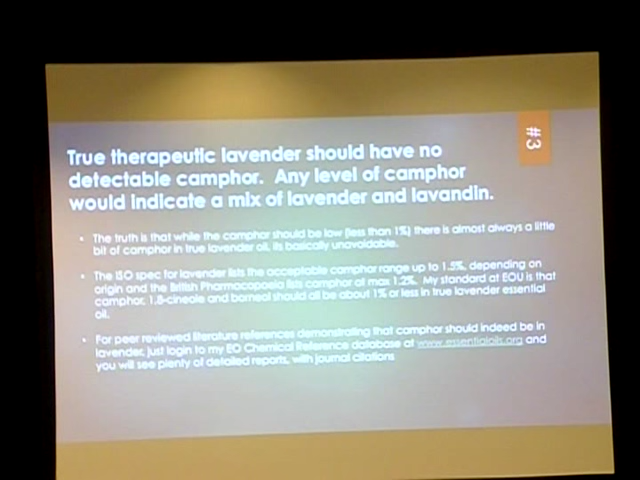 #3
True therapeutic lavender should have no
detectable camphor. Any level of camphor
would indicate a mix of lavender and lavandin.
• The truth is that while the camphor should be low (less than 1%) there is almost always a little
bit of camphor in true lavender oil, its basically unavoidable.
• The ISO spec for lavender lists the acceptable camphor range up to 1.5%, depending on
origin and the British Pharmacopoeia lists camphor at max 1.2%. My standard at EOU is that
camphor, 1,8-cineole and borneol should all be about 1% or less in true lavender essential
oil.
• For peer reviewed literature references demonstrating that camphor should indeed be in
lavender, just login to my EO Chemical Reference database at www.essentialoils.org and
you will see plenty of detailed reports, with journal citations